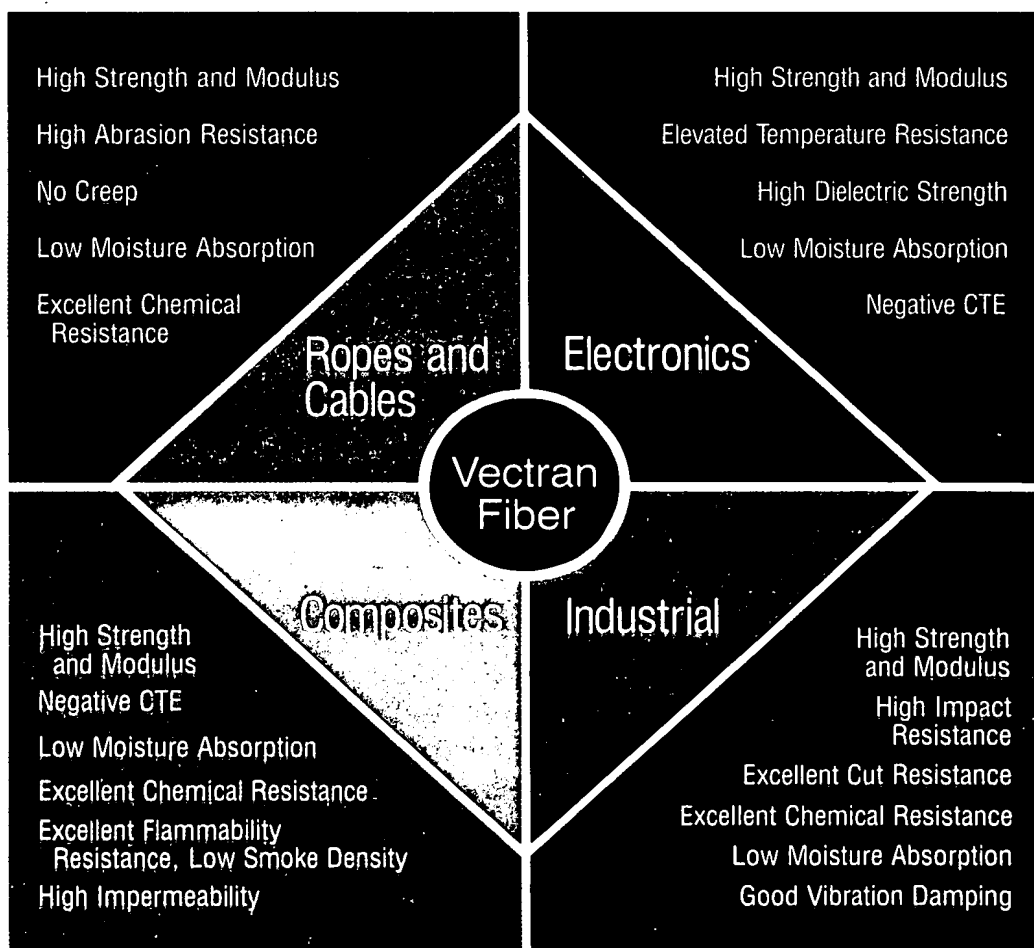 High Strength and Modulus
High Abrasion Resistance
No Creep
Low Moisture Absorption
Excellent Chemical
Resistance
High Strength and Modulus
Elevated Temperature Resistance
High Dielectric Strength
Low Moisture Absorption
Negative CTE
Ropes and
Cables
Electronics
Vectran
Fiber
Composites
Industrial
High Strength
and Modulus
Negative CTE
Low Moisture Absorption
Excellent Chemical Resistance
Excellent Flammability
Resistance, Low Smoke Density
High Impermeability
High Strength
and Modulus
High Impact
Resistance
Excellent Cut Resistance
Excellent Chemical Resistance
Low Moisture Absorption
Good Vibration Damping